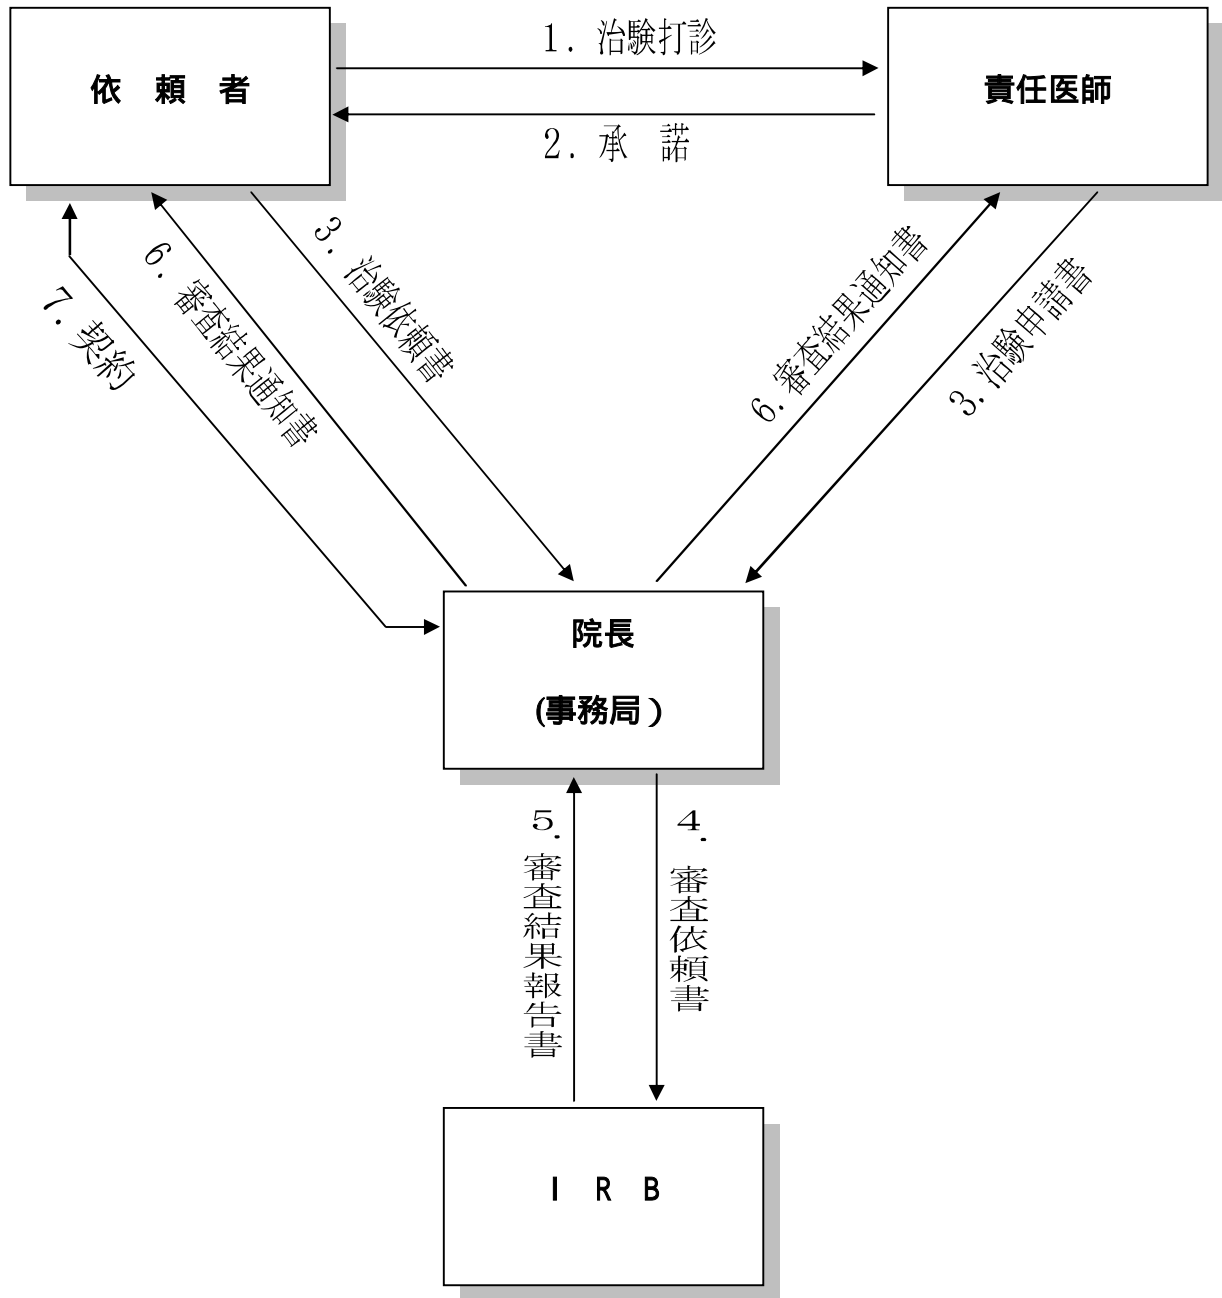 1. 治験打診
依 頼 者
責任医師
2. 承 諾
3. 治験依頼書
6. 審査結果通知書
7. 契約
6. 審査結果通知書
3. 治験申請書
院長
(事務局)
5. 審査結果報告書
4. 審査依頼書
I R B